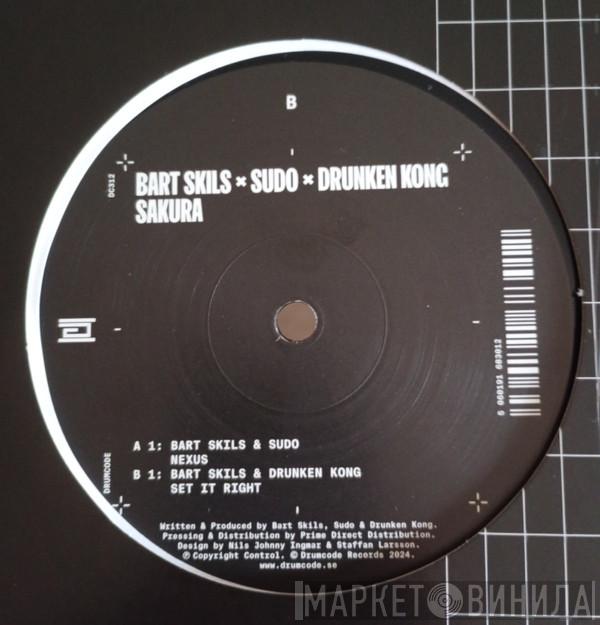 B
DC312
BART SKILS × SUDO × DRUNKEN KONG
SAKURA
6 060191 603012
A 1: BART SKILS & SUDO
NEXUS
B 1: BART SKILS & DRUNKEN KONG
SET IT RIGHT
DRUMCODE
Written & Produced by Bart Skils, Sudo & Drunken Kong.
Pressing & Distribution by Prime Direct Distribution.
Design by Nils Johnny Ingmar & Staffan Larsson.
℗ Copyright Control. © Drumcode Records 2024.
www.drumcode.se
МАРКЕТ ВИНИЛА